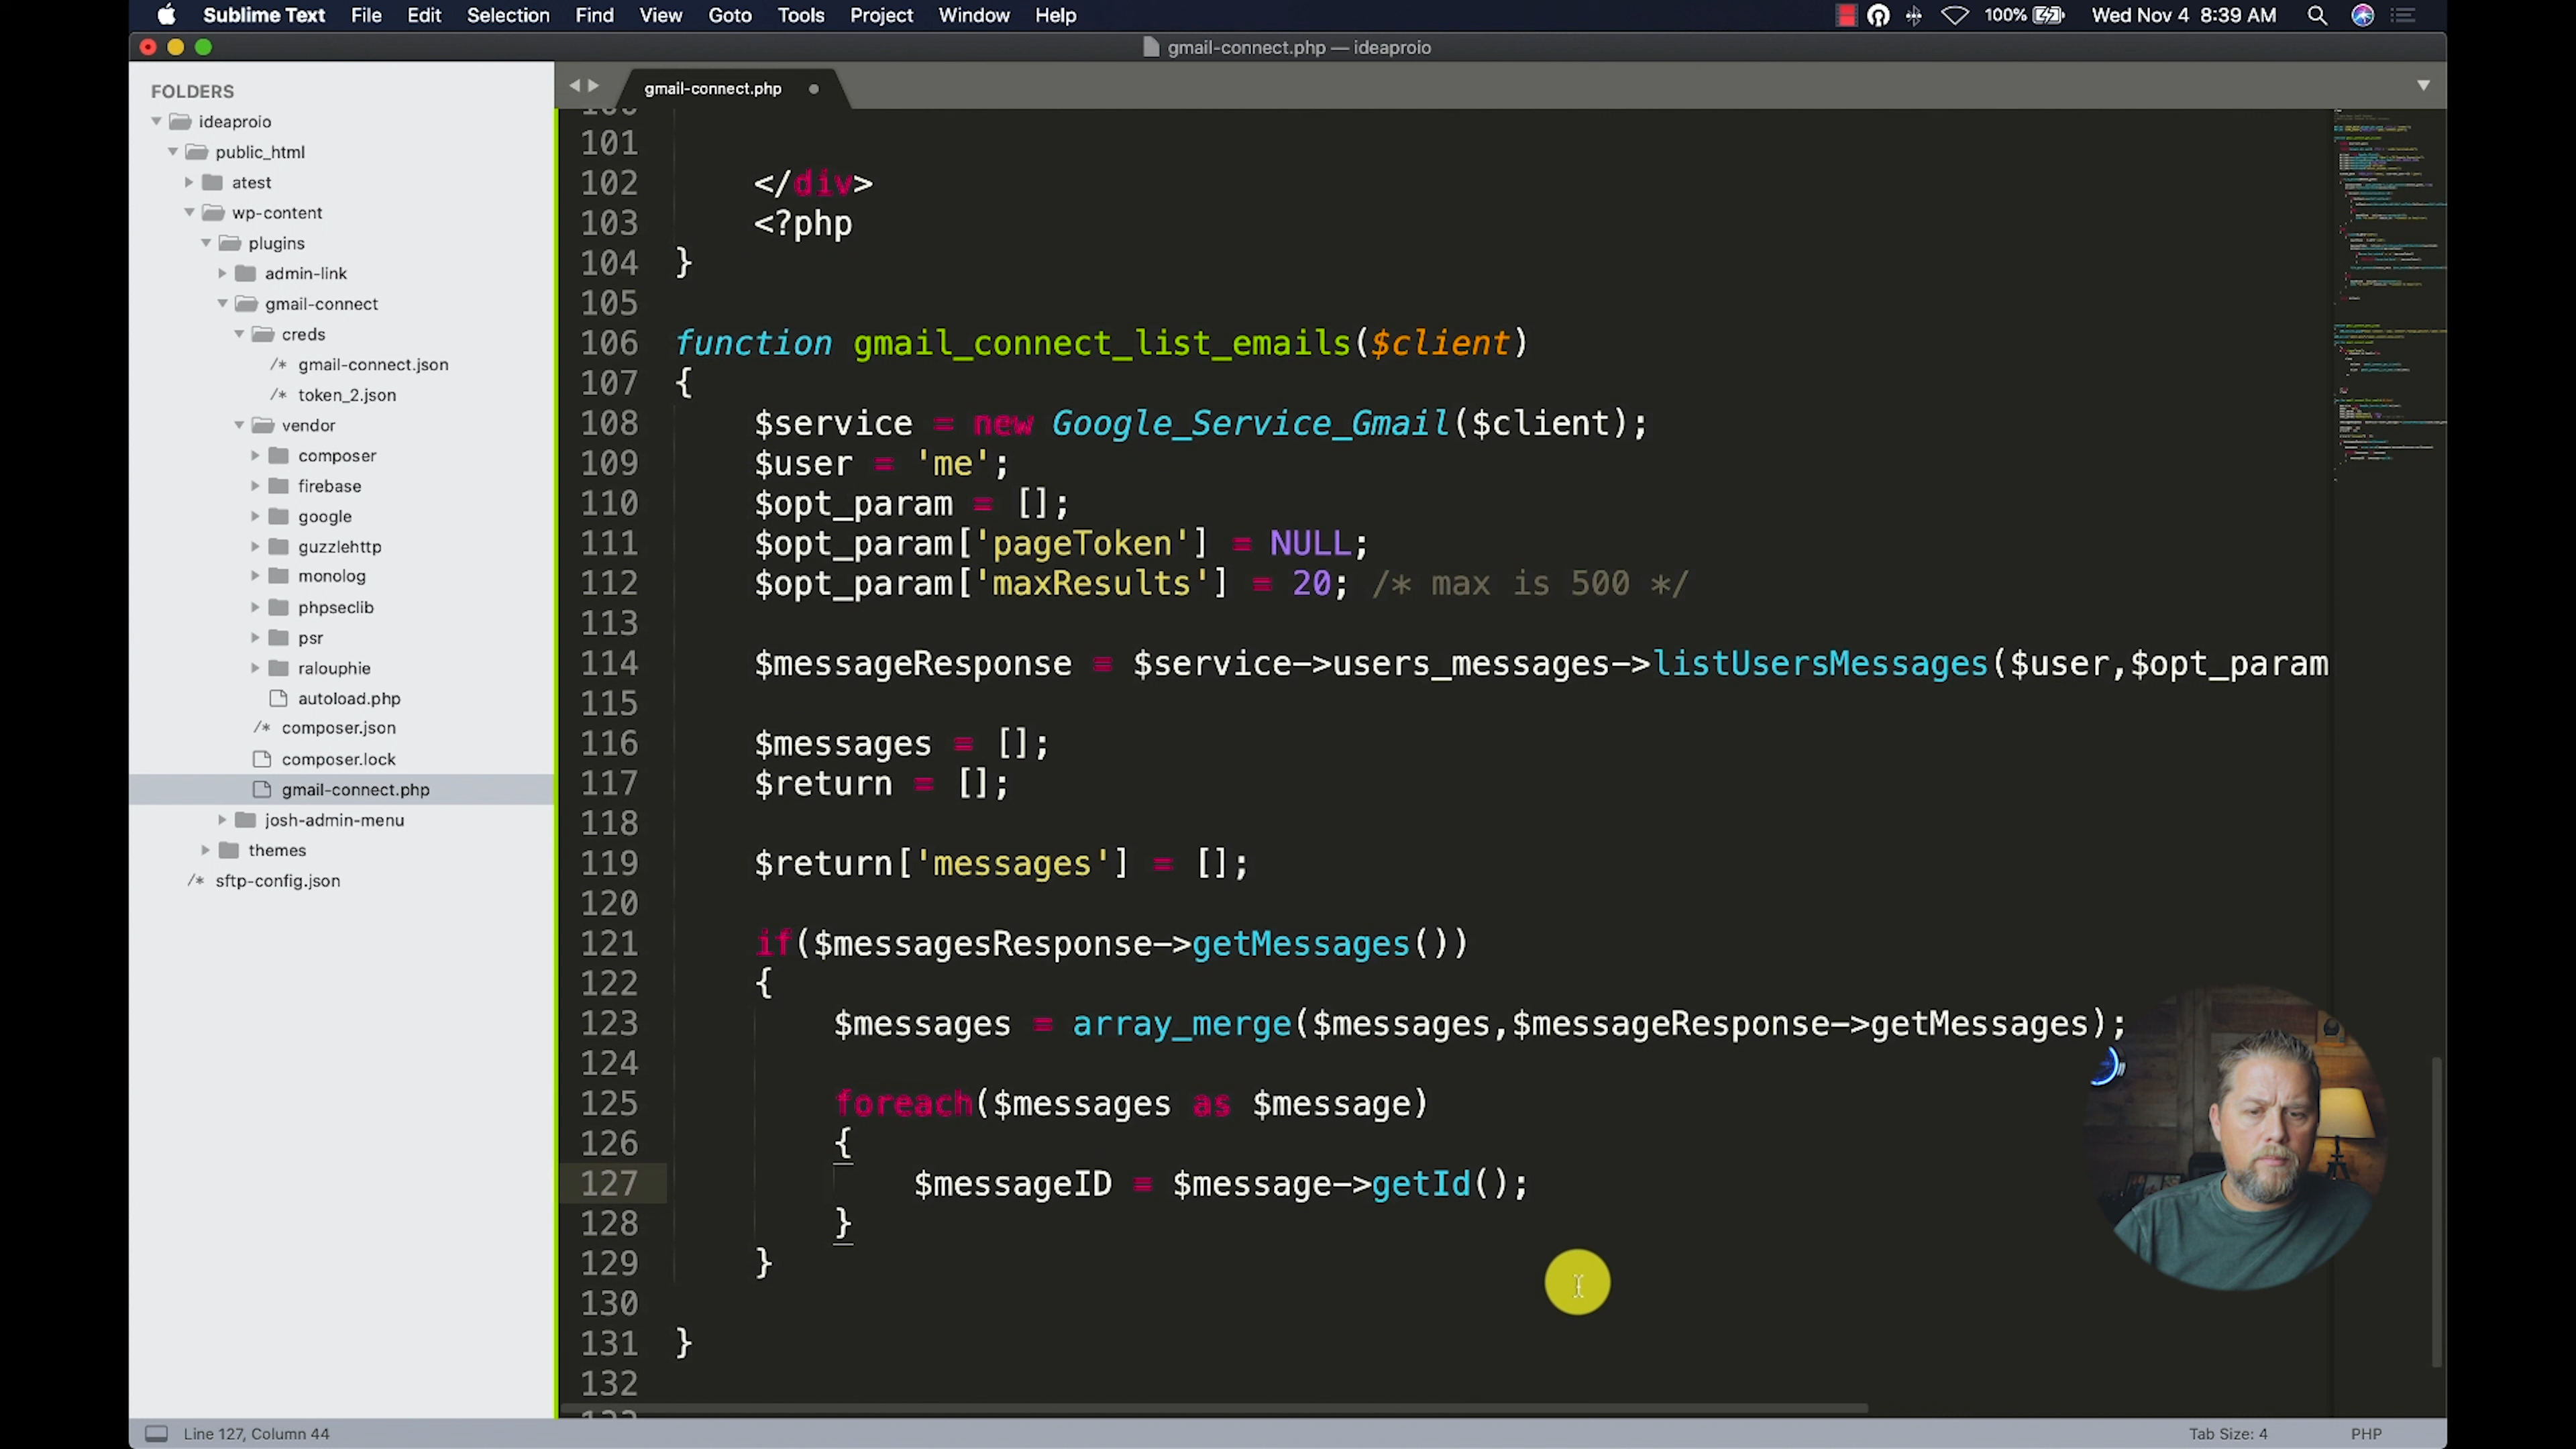 Sublime Text File Edit Selection Find View Goto Tools Project Window Help 100% Wed Nov 4 8:39 AM
gmail-connect.php — ideaproio
FOLDERS
ideaproio
public_html
atest
wp-content
plugins
admin-link
gmail-connect
creds
/* gmail-connect.json
/* token_2.json
vendor
composer
firebase
google
guzzlehttp
monolog
phpseclib
psr
ralouphie
autoload.php
/* composer.json
composer.lock
gmail-connect.php
josh-admin-menu
themes
/* sftp-config.json
gmail-connect.php
100
101
102 </div>
103 <?php
104 }
105
106 function gmail_connect_list_emails($client)
107 {
108 $service = new Google_Service_Gmail($client);
109 $user = 'me';
110 $opt_param = [];
111 $opt_param['pageToken'] = NULL;
112 $opt_param['maxResults'] = 20; /* max is 500 */
113
114 $messageResponse = $service->users_messages->listUsersMessages($user,$opt_param
115
116 $messages = [];
117 $return = [];
118
119 $return['messages'] = [];
120
121 if($messagesResponse->getMessages())
122 {
123 $messages = array_merge($messages,$messageResponse->getMessages);
124
125 foreach($messages as $message)
126 {
127 $messageID = $message->getId();
128 }
129 }
130
131 }
132
Line 127, Column 44 Tab Size: 4 PHP